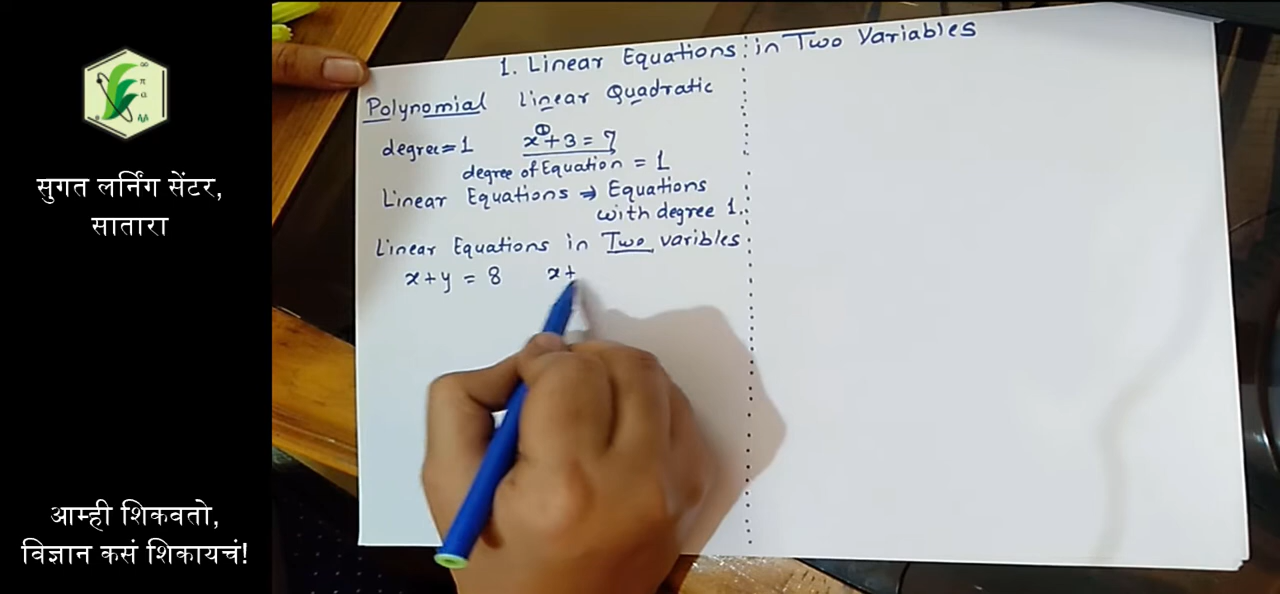 सुगत लर्निंग सेंटर,
सातारा
आम्ही शिकवतो,
विज्ञान कसं शिकायचं!
1. Linear Equations in Two Variables
Polynomial Linear Quadratic
degree = 1 x¹ + 3 = 7
degree of Equation = 1
Linear Equations → Equations
with degree 1.
Linear Equations in Two varibles
x + y = 8 x +